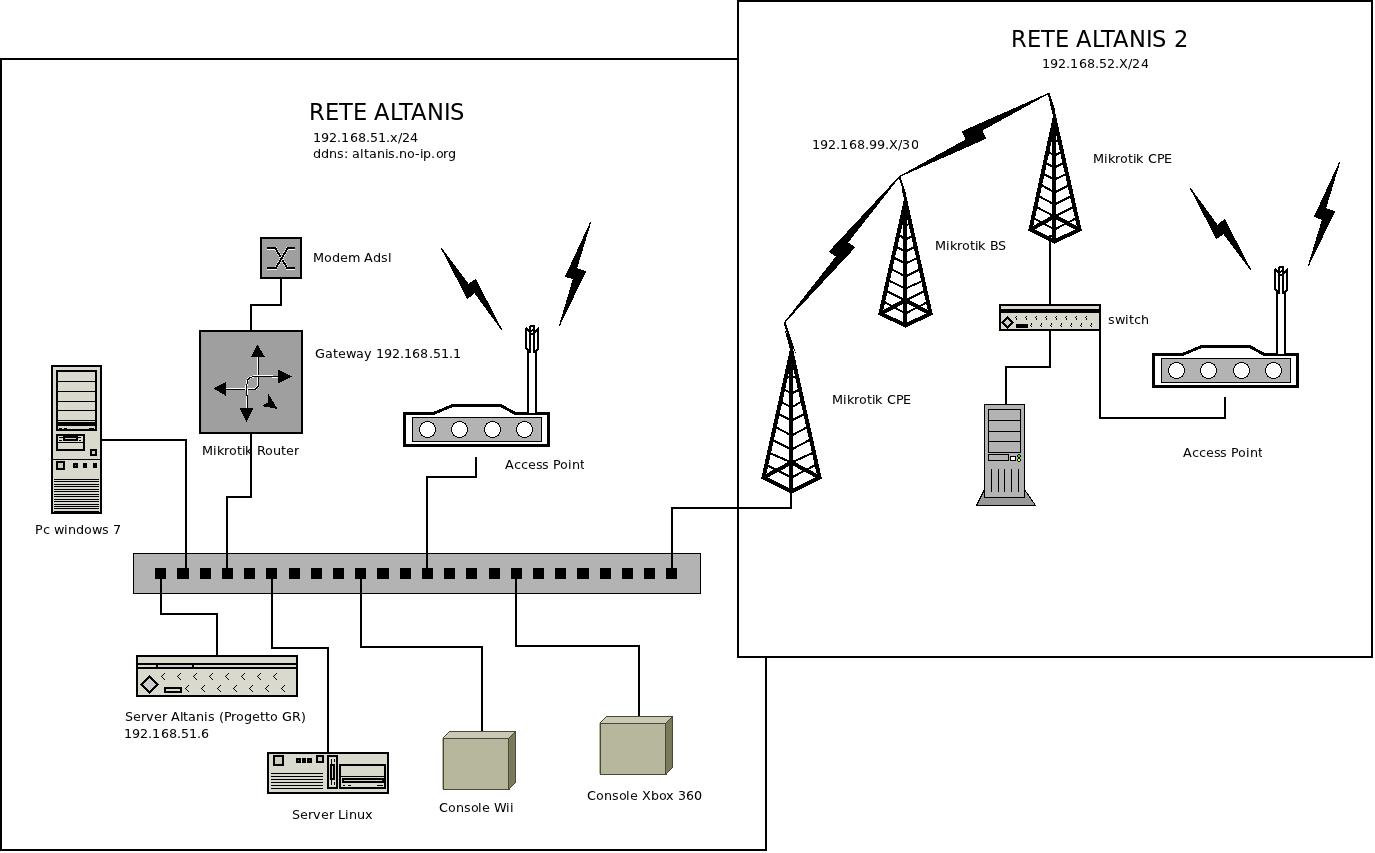 RETE ALTANIS
192.168.51.x/24
ddns: altanis.no-ip.org
Modem Adsl
Gateway 192.168.51.1
Mikrotik Router
Access Point
Pc windows 7
Server Altanis (Progetto GR)
192.168.51.6
Server Linux
Console Wii
Console Xbox 360
RETE ALTANIS 2
192.168.52.X/24
192.168.99.X/30
Mikrotik CPE
Mikrotik BS
switch
Mikrotik CPE
Access Point